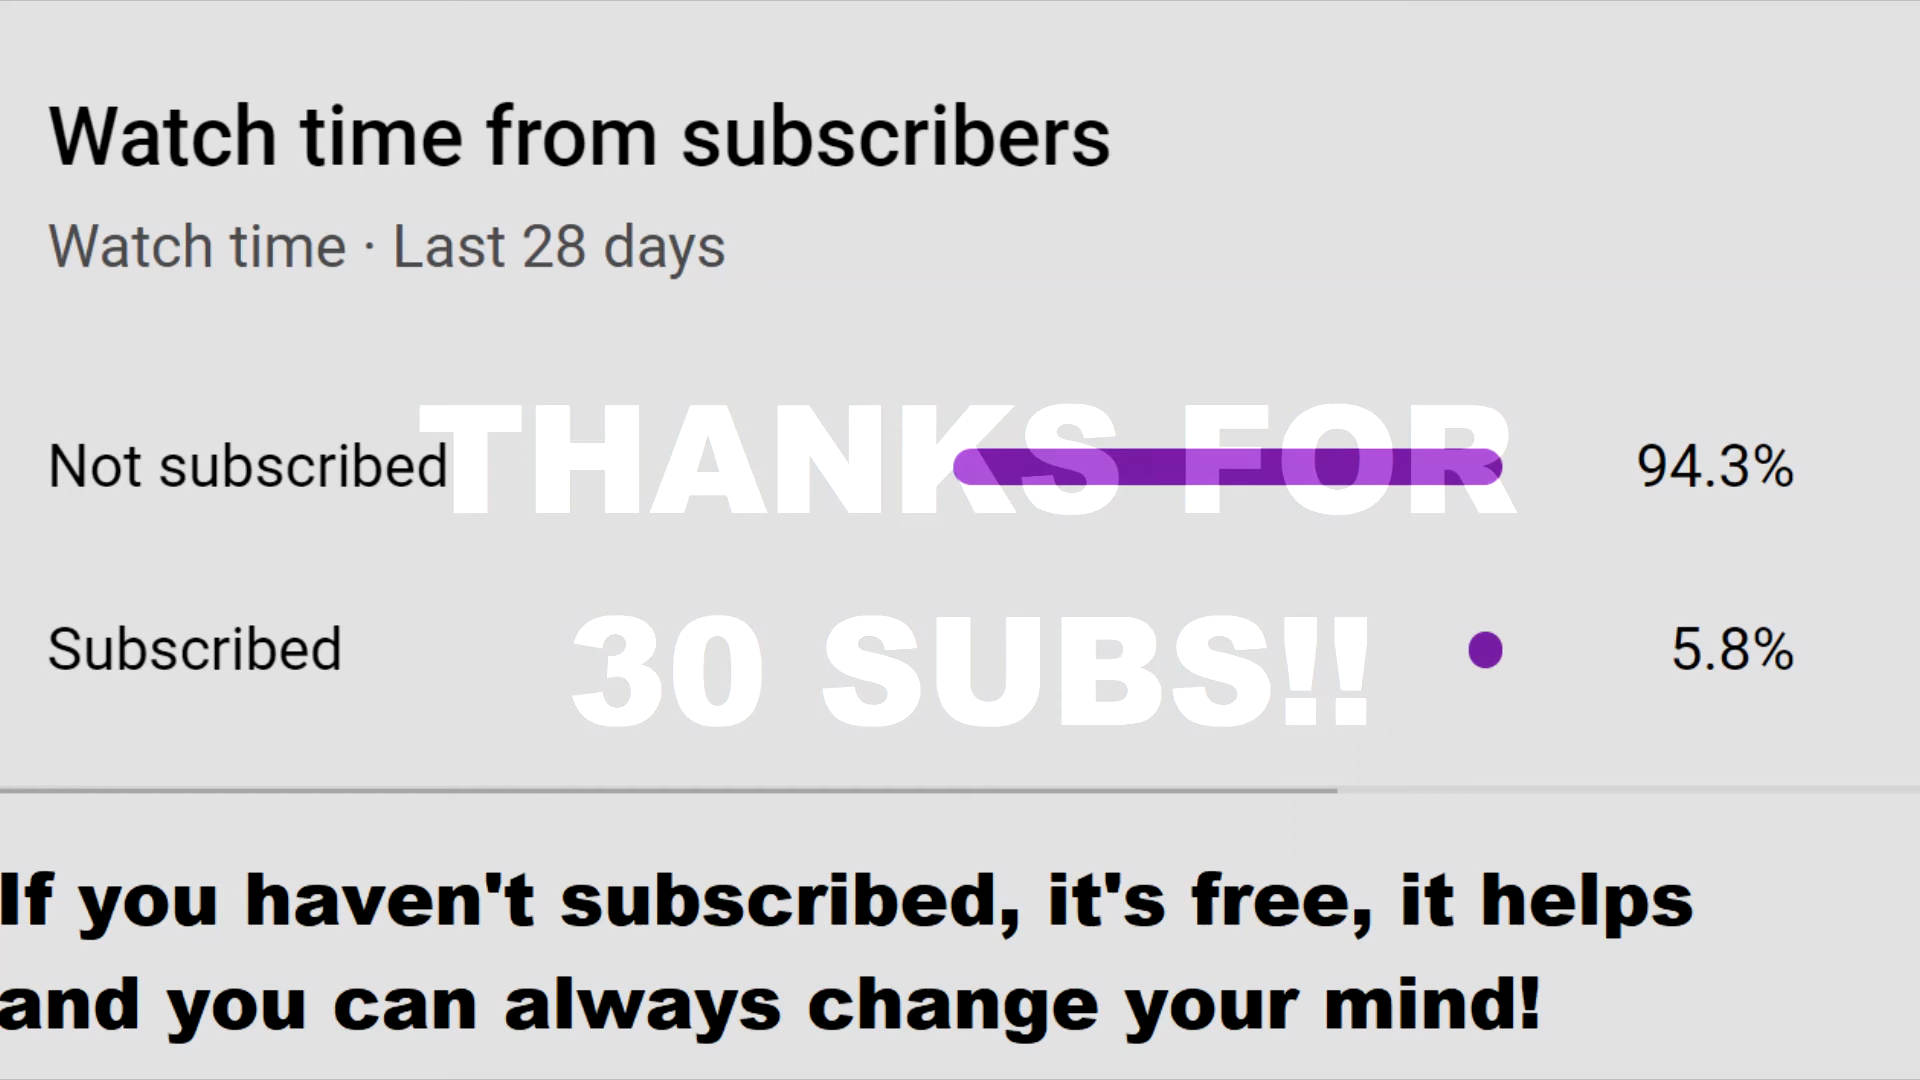 Watch time from subscribers
Watch time · Last 28 days
Not subscribed 94.3%
THANKS FOR
Subscribed 5.8%
30 SUBS!!
If you haven't subscribed, it's free, it helps
and you can always change your mind!